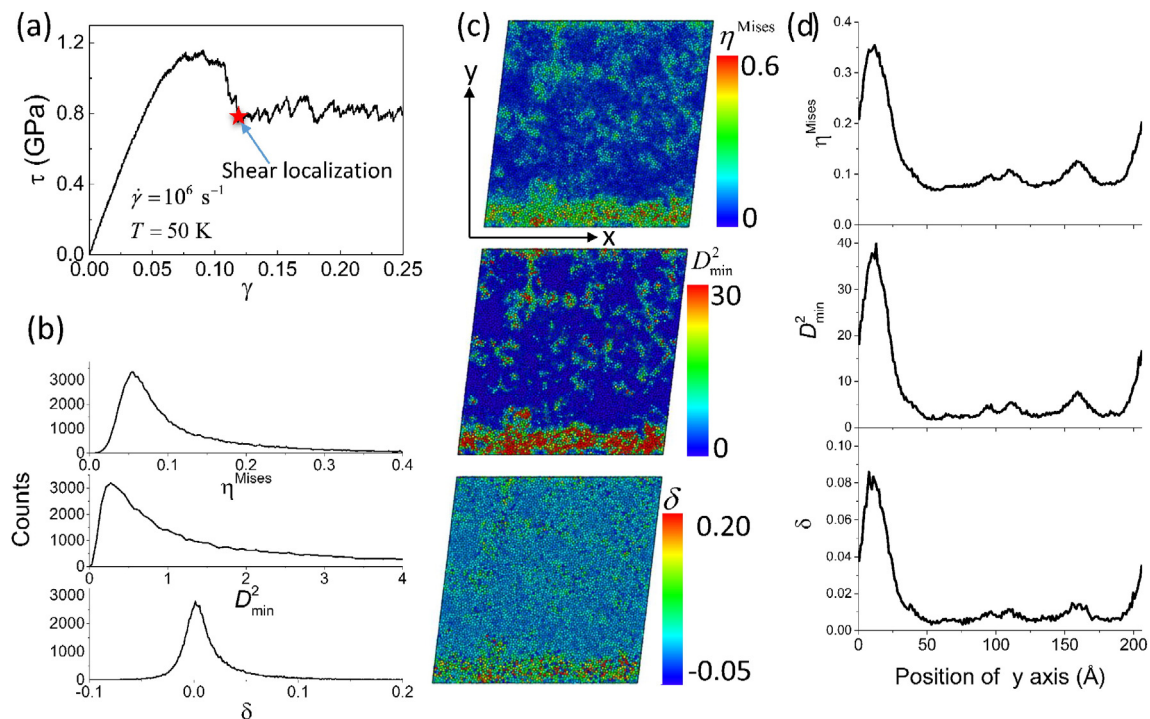 (a)
1.2
0.8
0.4
0.0
τ (GPa)
Shear localization
γ̇ = 10⁶ s⁻¹
T = 50 K
0.00 0.05 0.10 0.15 0.20 0.25
γ
(b)
3000
2000
1000
0
0.0 0.1 0.2 0.3 0.4
η^Mises
3000
2000
1000
0
0 1 2 3 4
D²min
3000
2000
1000
0
-0.1 0.0 0.1 0.2
δ
Counts
(c)
y
x
η^Mises
0.6
0
D²min
30
0
δ
0.20
-0.05
(d)
0.4
0.3
0.2
0.1
0.0
η^Mises
40
30
20
10
0
D²min
0.10
0.08
0.06
0.04
0.02
0.00
δ
0 50 100 150 200
Position of y axis (Å)